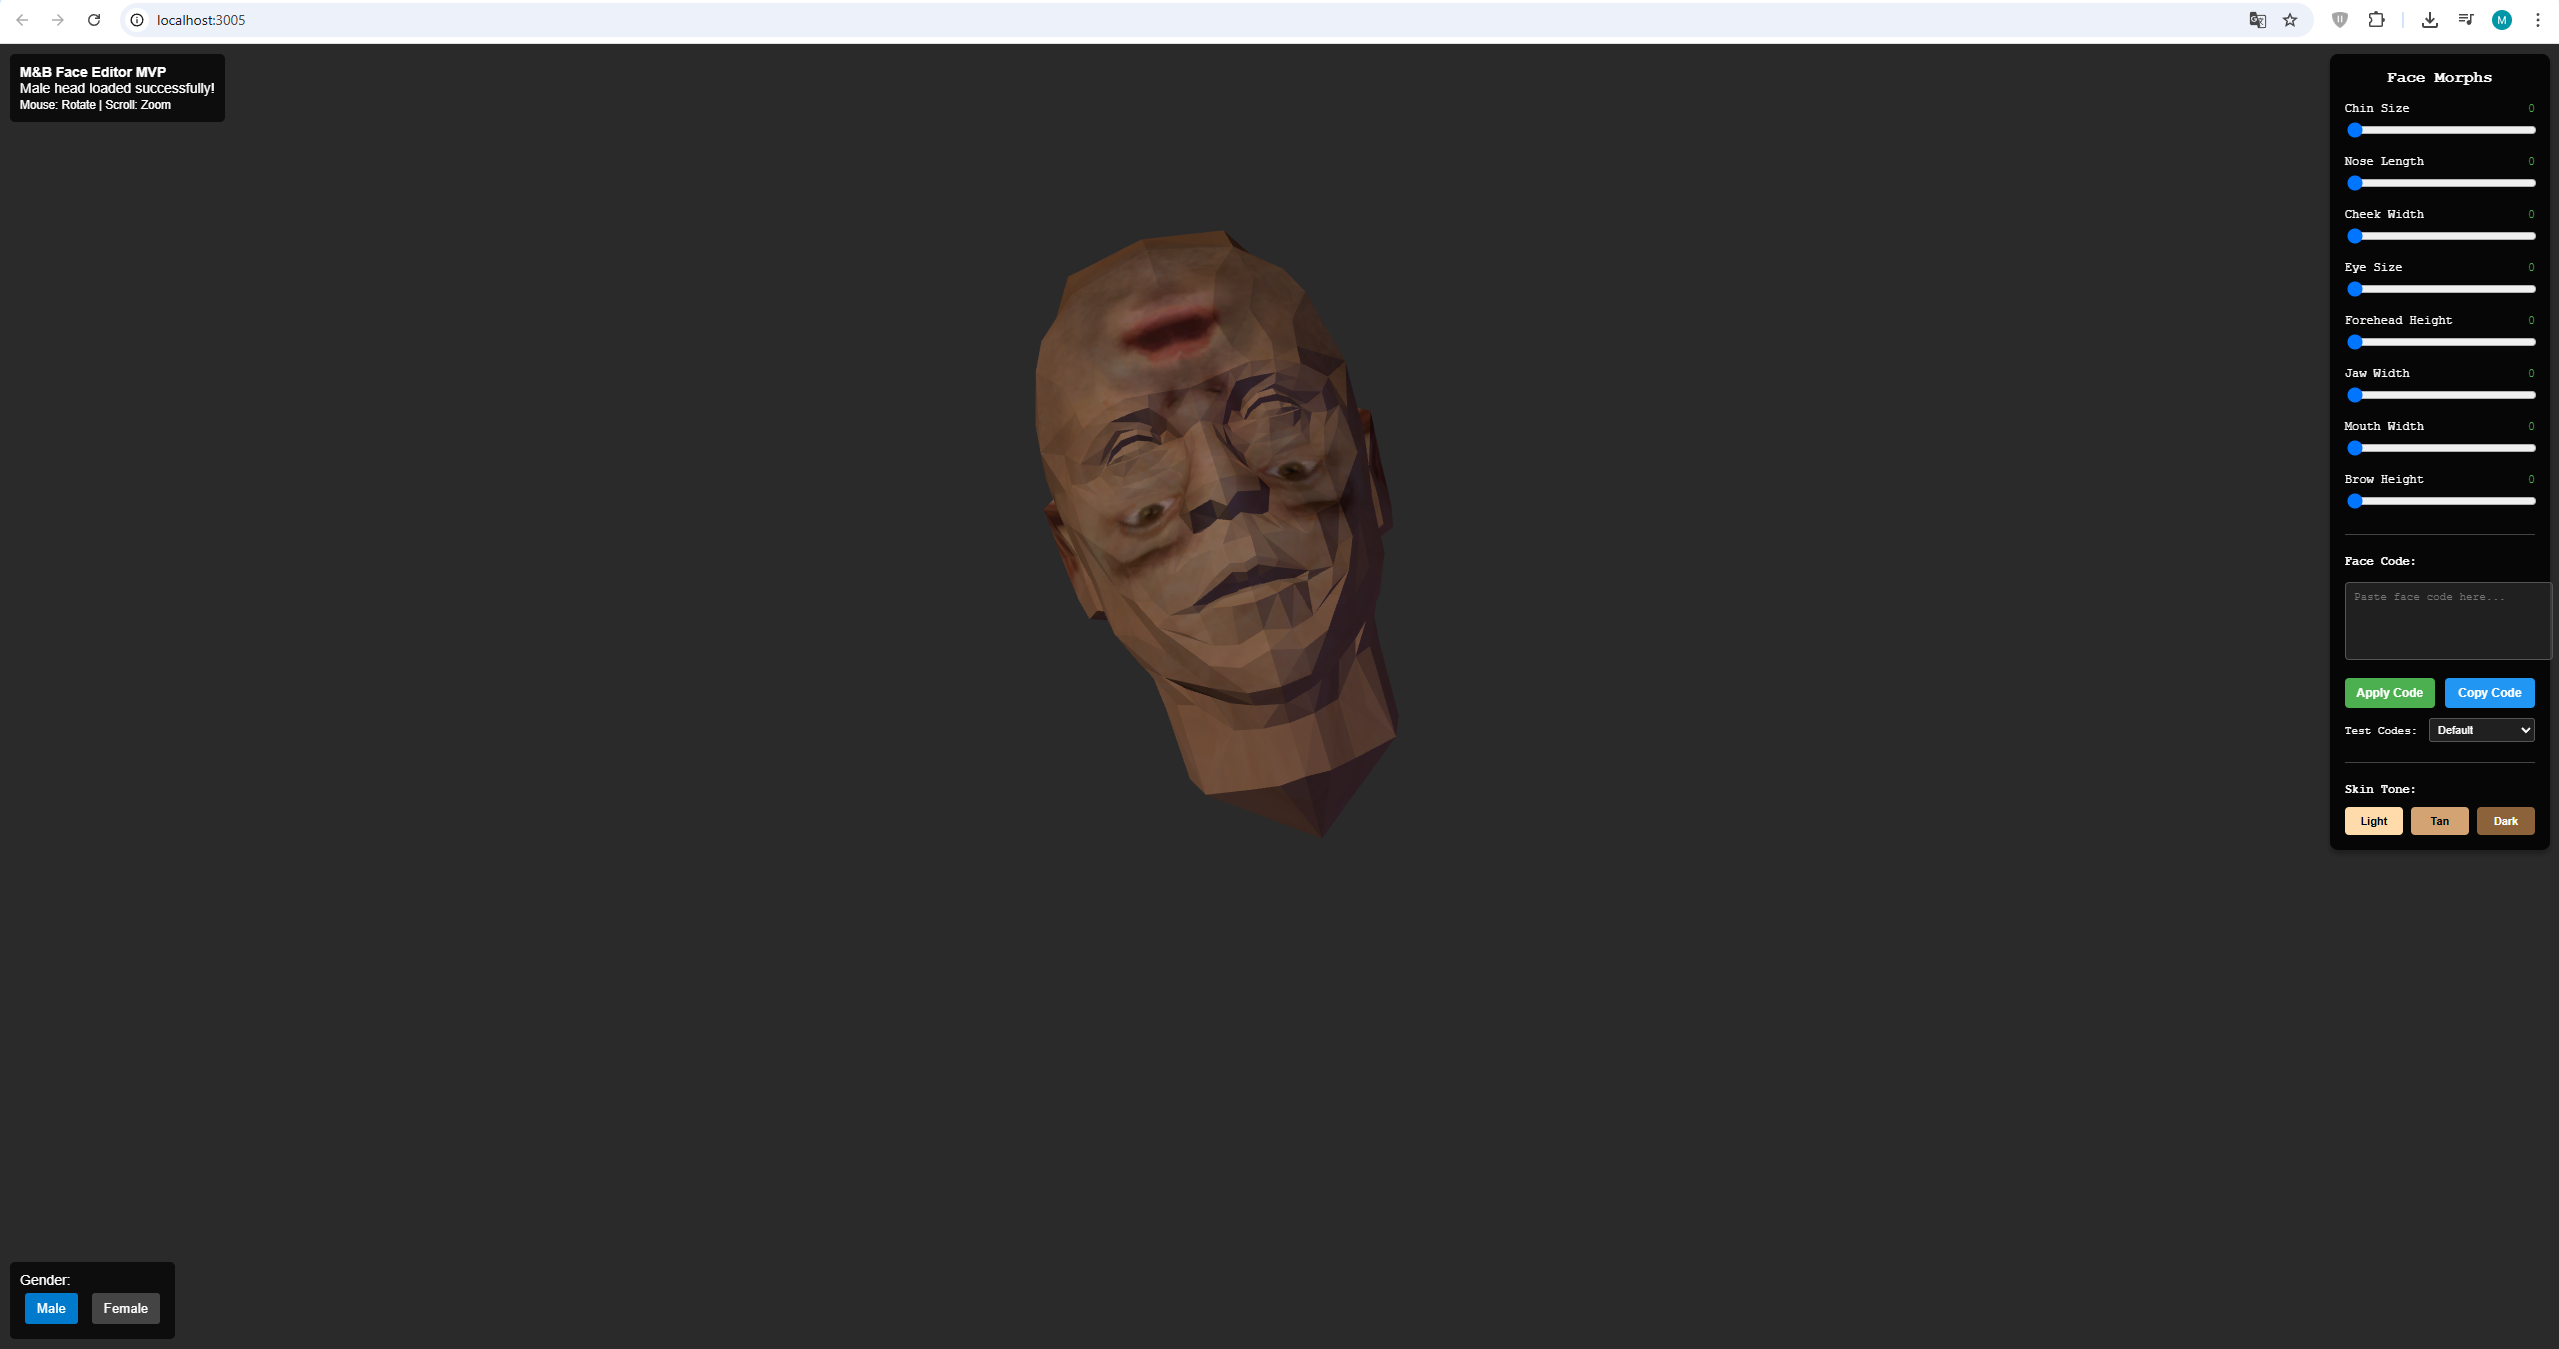 localhost:3005
M
M&B Face Editor MVP
Male head loaded successfully!
Mouse: Rotate | Scroll: Zoom
Face Morphs
Chin Size 0
Nose Length 0
Cheek Width 0
Eye Size 0
Forehead Height 0
Jaw Width 0
Mouth Width 0
Brow Height 0
Face Code:
Paste face code here...
Apply Code Copy Code
Test Codes: Default
Skin Tone:
Light Tan Dark
Gender:
Male Female